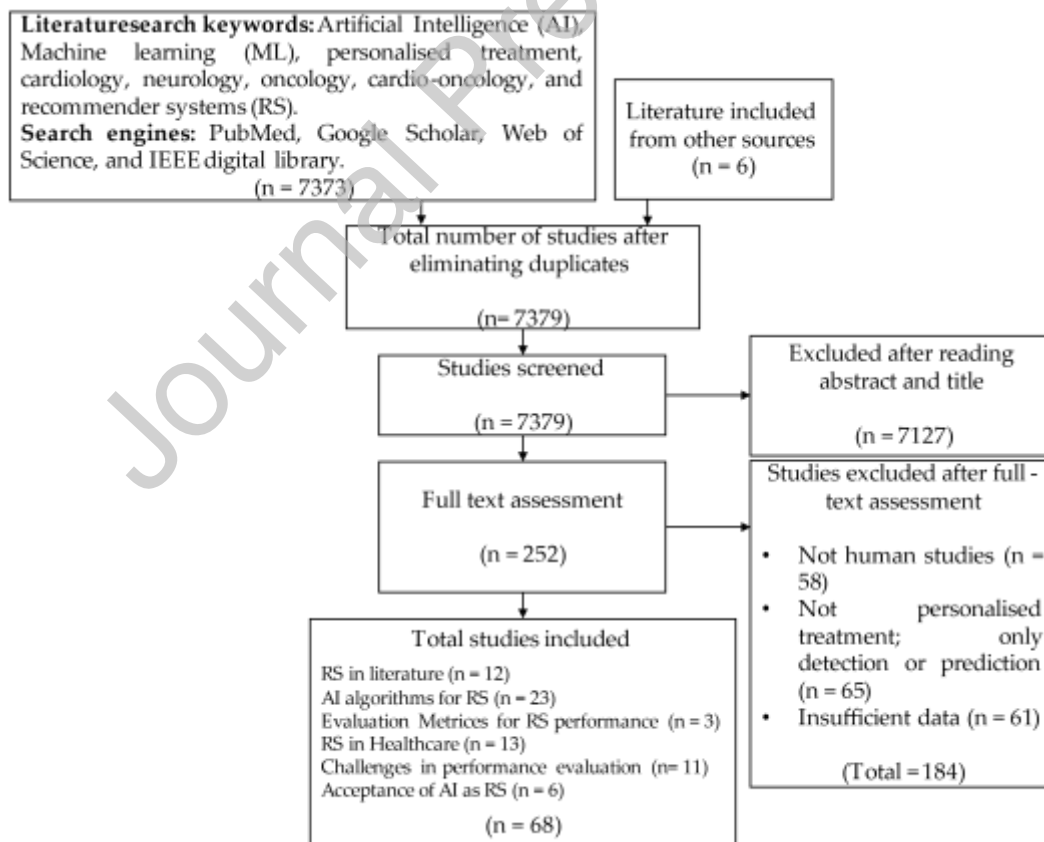 Literaturesearch keywords: Artificial Intelligence (AI),
Machine learning (ML), personalised treatment,
cardiology, neurology, oncology, cardio-oncology, and
recommender systems (RS).
Search engines: PubMed, Google Scholar, Web of
Science, and IEEE digital library.
(n = 7373)
Literature included
from other sources
(n = 6)
Total number of studies after
eliminating duplicates
(n= 7379)
Studies screened
(n = 7379)
Excluded after reading
abstract and title
(n = 7127)
Full text assessment
(n = 252)
Studies excluded after full -
text assessment
• Not human studies (n =
58)
• Not personalised
treatment; only
detection or prediction
(n = 65)
• Insufficient data (n = 61)
(Total = 184)
Total studies included
RS in literature (n = 12)
AI algorithms for RS (n = 23)
Evaluation Metrices for RS performance (n = 3)
RS in Healthcare (n = 13)
Challenges in performance evaluation (n= 11)
Acceptance of AI as RS (n = 6)
(n = 68)
Journal Pre